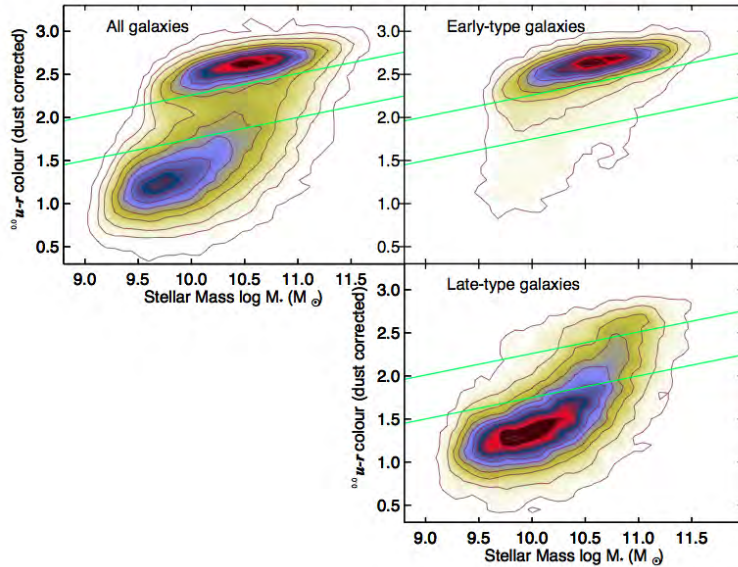 All galaxies
Early-type galaxies
3.0
2.5
2.0
1.5
1.0
0.5
0.0 u-r colour (dust corrected)
3.0
2.5
2.0
1.5
1.0
0.5
9.0 9.5 10.0 10.5 11.0 11.5
Stellar Mass log M* (M☉)
Late-type galaxies
3.0
2.5
2.0
1.5
1.0
0.5
0.0 u-r colour (dust corrected)
9.0 9.5 10.0 10.5 11.0 11.5
Stellar Mass log M* (M☉)